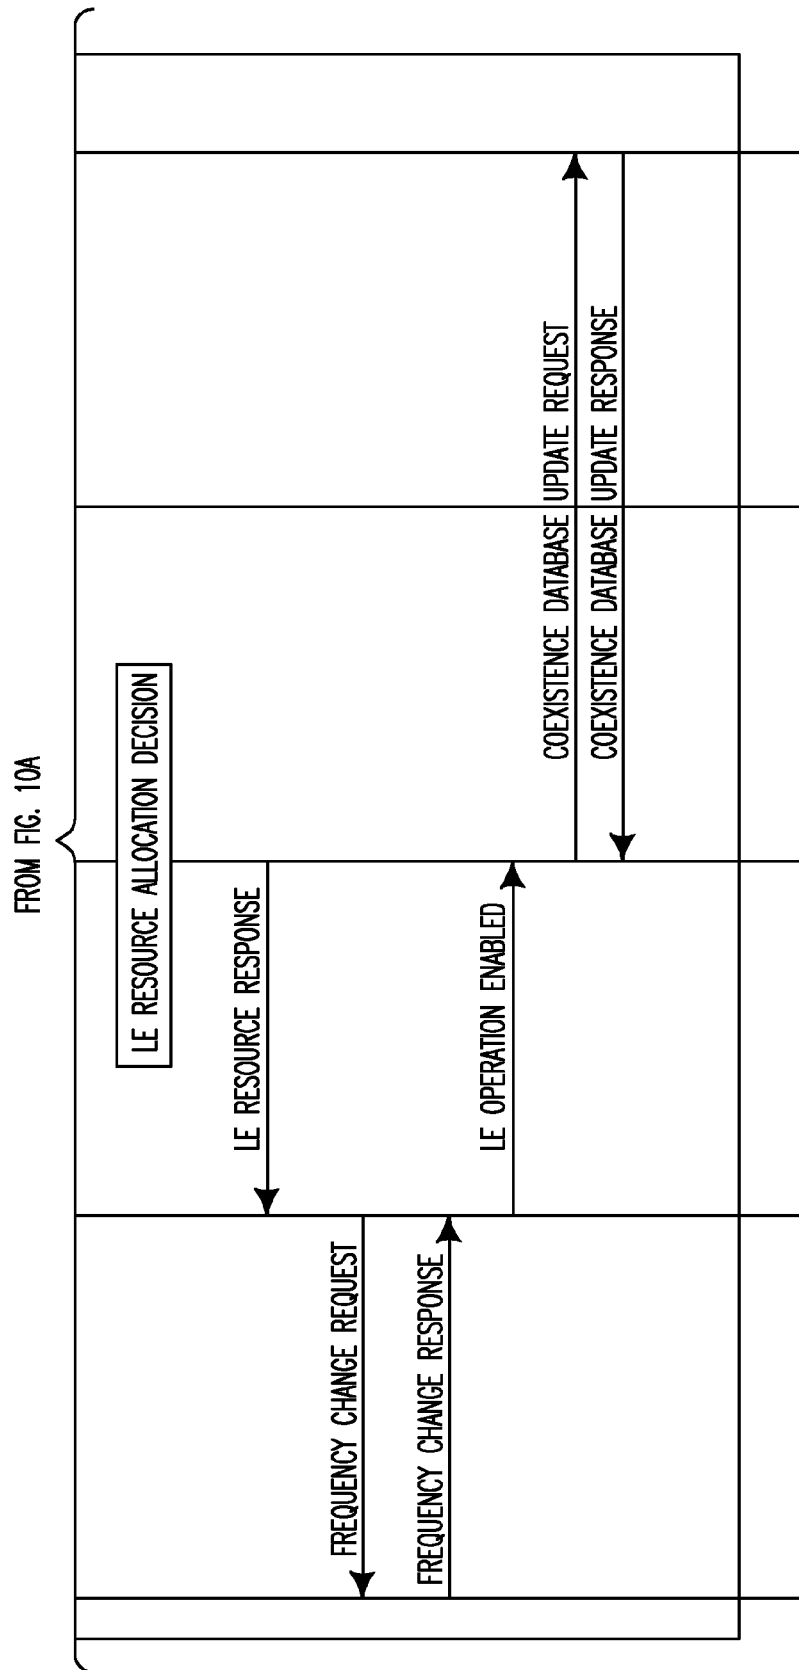 FROM FIG. 10A
LE RESOURCE ALLOCATION DECISION
LE RESOURCE RESPONSE
FREQUENCY CHANGE REQUEST
FREQUENCY CHANGE RESPONSE
LE OPERATION ENABLED
COEXISTENCE DATABASE UPDATE REQUEST
COEXISTENCE DATABASE UPDATE RESPONSE